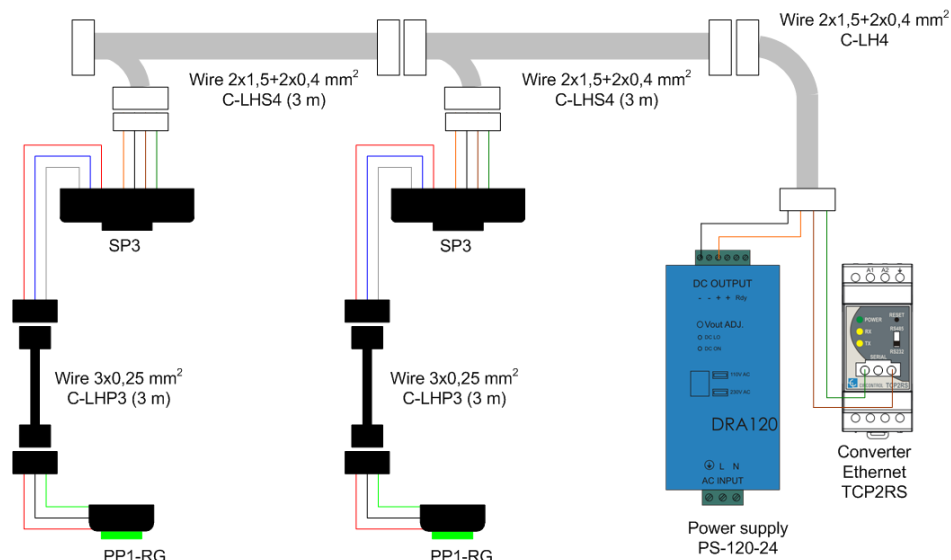 Wire 2x1,5+2x0,4 mm²
C-LH4
Wire 2x1,5+2x0,4 mm²
C-LHS4 (3 m)
Wire 2x1,5+2x0,4 mm²
C-LHS4 (3 m)
SP3
SP3
DC OUTPUT
- - + + Rdy
Vout ADJ.
DC LO
DC ON
110V AC
230V AC
DRA120
L N
AC INPUT
Power supply
PS-120-24
A1 A2
POWER
RESET
RX
RS485
TX
RS232
SERIAL
TCP2RS
Converter
Ethernet
TCP2RS
Wire 3x0,25 mm²
C-LHP3 (3 m)
Wire 3x0,25 mm²
C-LHP3 (3 m)
PP1-RG
PP1-RG